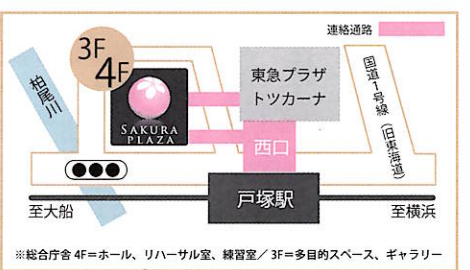 連絡通路
3F
4F
柏尾川
SAKURA
PLAZA
東急プラザ
トツカーナ
国道1号線(旧東海道)
西口
戸塚駅
至大船
至横浜
※総合庁舎 4F=ホール、リハーサル室、練習室/ 3F=多目的スペース、ギャラリー